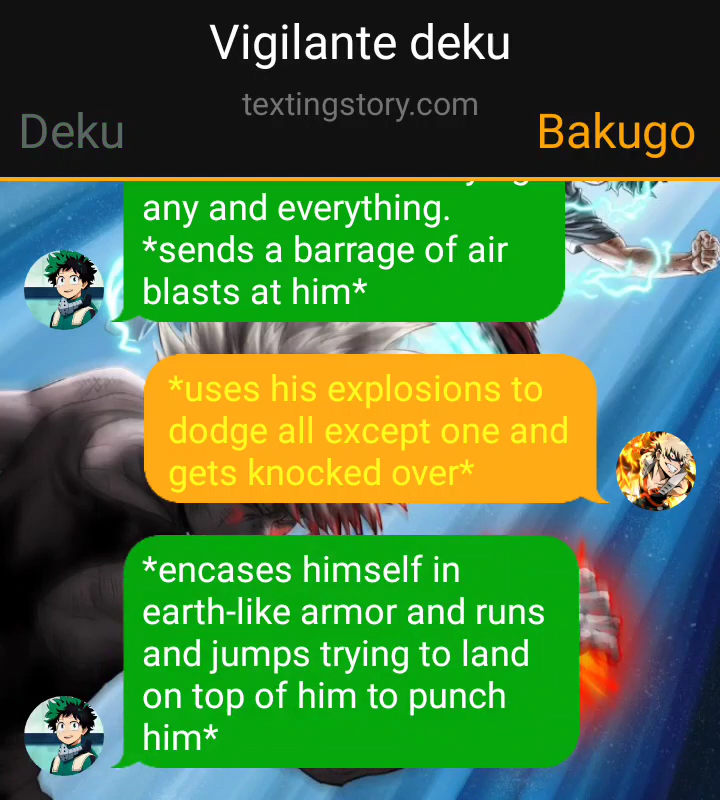 Vigilante deku
textingstory.com
Deku
Bakugo
any and everything.
*sends a barrage of air
blasts at him*
*uses his explosions to
dodge all except one and
gets knocked over*
*encases himself in
earth-like armor and runs
and jumps trying to land
on top of him to punch
him*